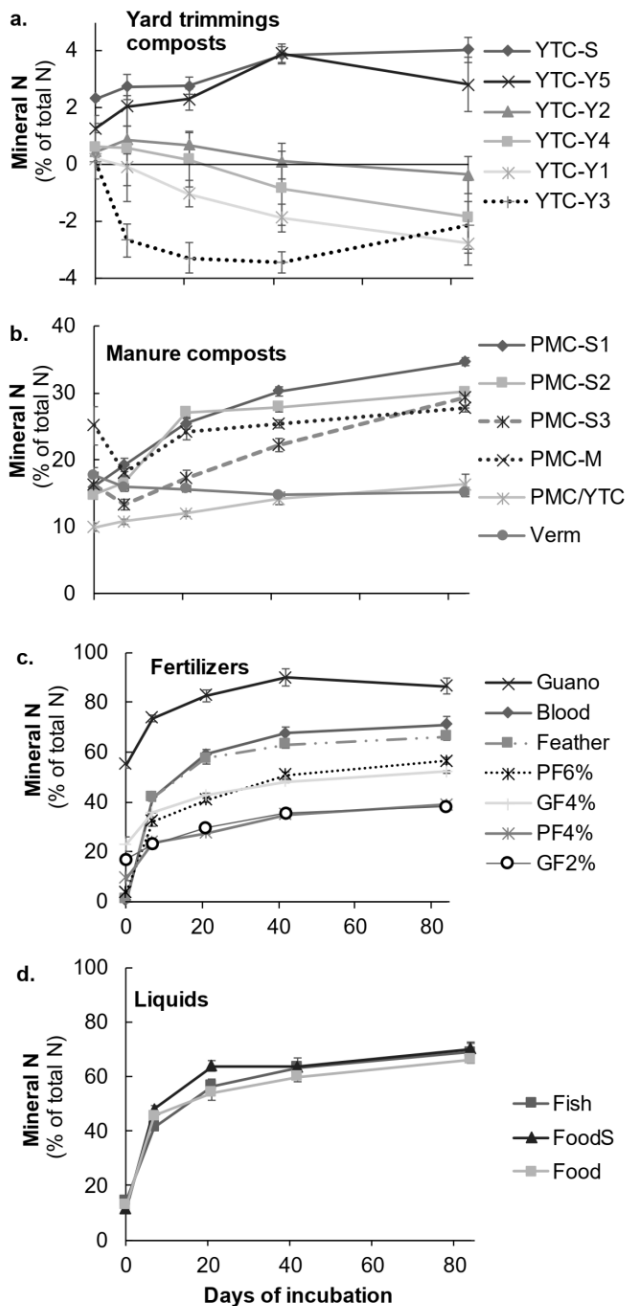 a.
Yard trimmings
composts
Mineral N
(% of total N)
4
2
0
-2
-4
YTC-S
YTC-Y5
YTC-Y2
YTC-Y4
YTC-Y1
YTC-Y3
b.
Manure composts
Mineral N
(% of total N)
40
30
20
10
0
PMC-S1
PMC-S2
PMC-S3
PMC-M
PMC/YTC
Verm
c.
Fertilizers
Mineral N
(% of total N)
100
80
60
40
20
0
0 20 40 60 80
Guano
Blood
Feather
PF6%
GF4%
PF4%
GF2%
d.
Liquids
Mineral N
(% of total N)
100
80
60
40
20
0
0 20 40 60 80
Days of incubation
Fish
FoodS
Food